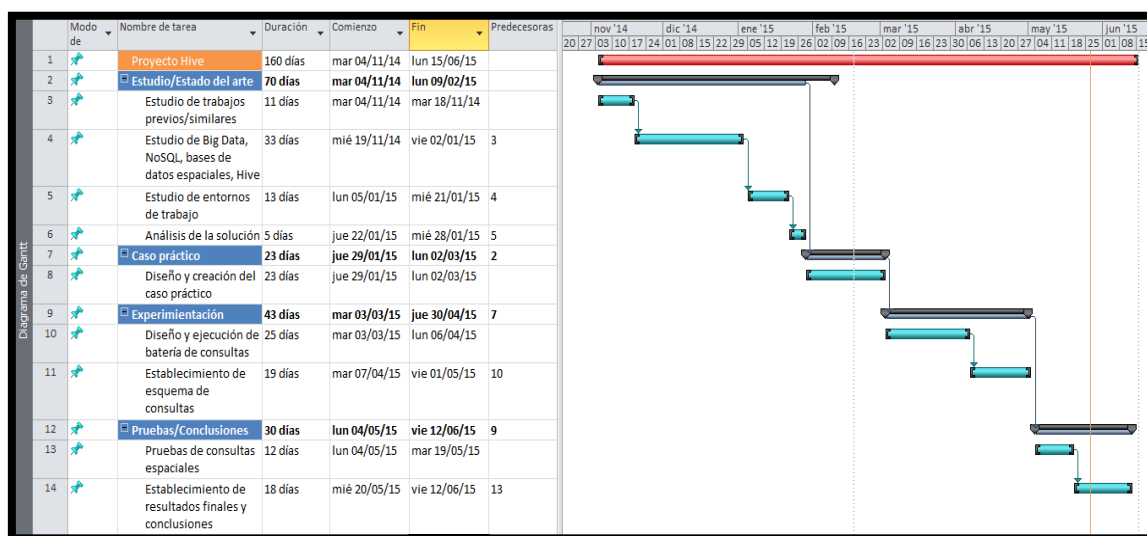 Modo de Nombre de tarea Duración Comienzo Fin Predecesoras
nov '14 dic '14 ene '15 feb '15 mar '15 abr '15 may '15 jun '15
20 27 03 10 17 24 01 08 15 22 29 05 12 19 26 02 09 16 23 02 09 16 23 30 06 13 20 27 04 11 18 25 01 08 15
1 Proyecto Hive 160 días mar 04/11/14 lun 15/06/15
2 Estudio/Estado del arte 70 días mar 04/11/14 lun 09/02/15
3 Estudio de trabajos 11 días mar 04/11/14 mar 18/11/14
previos/similares
4 Estudio de Big Data, 33 días mié 19/11/14 vie 02/01/15 3
NoSQL, bases de
datos espaciales, Hive
5 Estudio de entornos 13 días lun 05/01/15 mié 21/01/15 4
de trabajo
6 Análisis de la solución 5 días jue 22/01/15 mié 28/01/15 5
7 Caso práctico 23 días jue 29/01/15 lun 02/03/15 2
8 Diseño y creación del 23 días jue 29/01/15 lun 02/03/15
caso práctico
9 Experimientación 43 días mar 03/03/15 jue 30/04/15 7
10 Diseño y ejecución de 25 días mar 03/03/15 lun 06/04/15
batería de consultas
11 Establecimiento de 19 días mar 07/04/15 vie 01/05/15 10
esquema de
consultas
12 Pruebas/Conclusiones 30 días lun 04/05/15 vie 12/06/15 9
13 Pruebas de consultas 12 días lun 04/05/15 mar 19/05/15
espaciales
14 Establecimiento de 18 días mié 20/05/15 vie 12/06/15 13
resultados finales y
conclusiones
Diagrama de Gantt